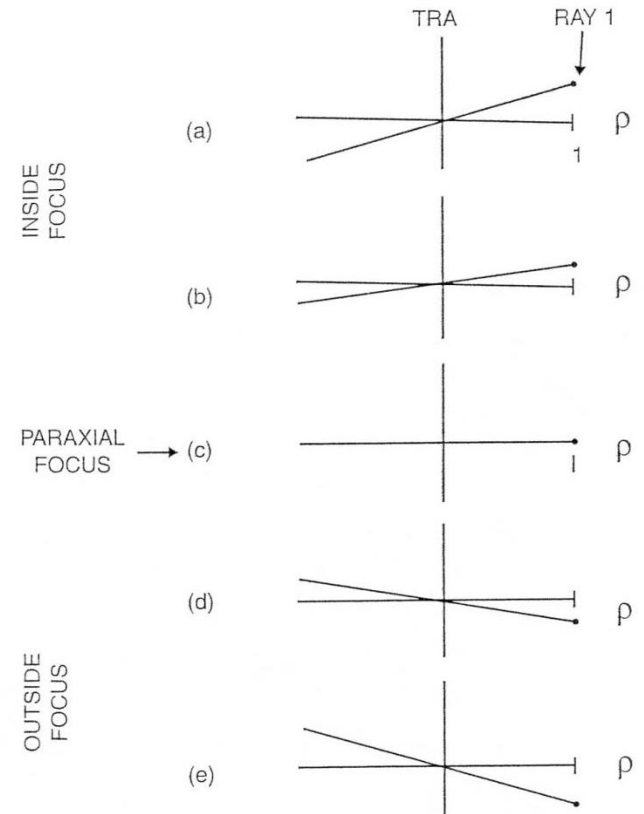 TRA
RAY 1
(a)
ρ
1
INSIDE
FOCUS
(b)
ρ
PARAXIAL
FOCUS
(c)
ρ
(d)
ρ
OUTSIDE
FOCUS
(e)
ρ